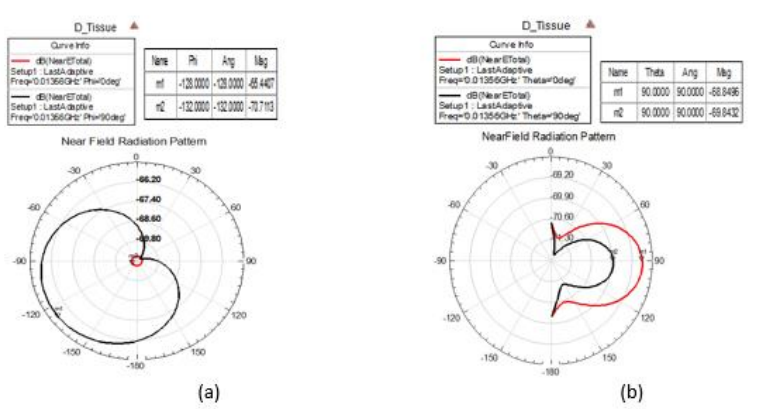 D_Tissue
Curve Info
dB(NearETotal)
Setup1 : LastAdaptive
Freq='0.01356GHz' Phi='0deg'
dB(NearETotal)
Setup1 : LastAdaptive
Freq='0.01356GHz' Phi='90deg'
Name Phi Ang Mag
m1 -128.0000 -128.0000 -65.4407
m2 -132.0000 -132.0000 -70.7113
Near Field Radiation Pattern
0
-30 30
-66.20
-67.40
-60 60
-68.60
-69.80
-90 90
m1
-120 120
-150 150
-180
(a)
D_Tissue
Curve Info
dB(NearETotal)
Setup1 : LastAdaptive
Freq='0.01356GHz' Theta='0deg'
dB(NearETotal)
Setup1 : LastAdaptive
Freq='0.01356GHz' Theta='90deg'
Name Theta Ang Mag
m1 90.0000 90.0000 -68.8496
m2 90.0000 90.0000 -69.8432
NearField Radiation Pattern
0
-30 30
-69.20
-69.90
-60 60
-70.60
-71.30
-90 90
-120 120
-150 150
-180
(b)